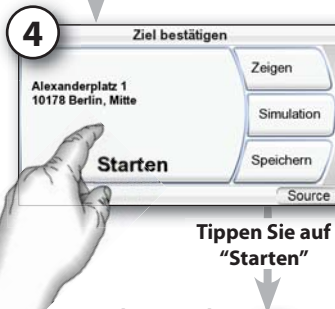 4
Ziel bestätigen
Alexanderplatz 1
10178 Berlin, Mitte
Zeigen
Simulation
Starten
Speichern
Source
Tippen Sie auf
“Starten”